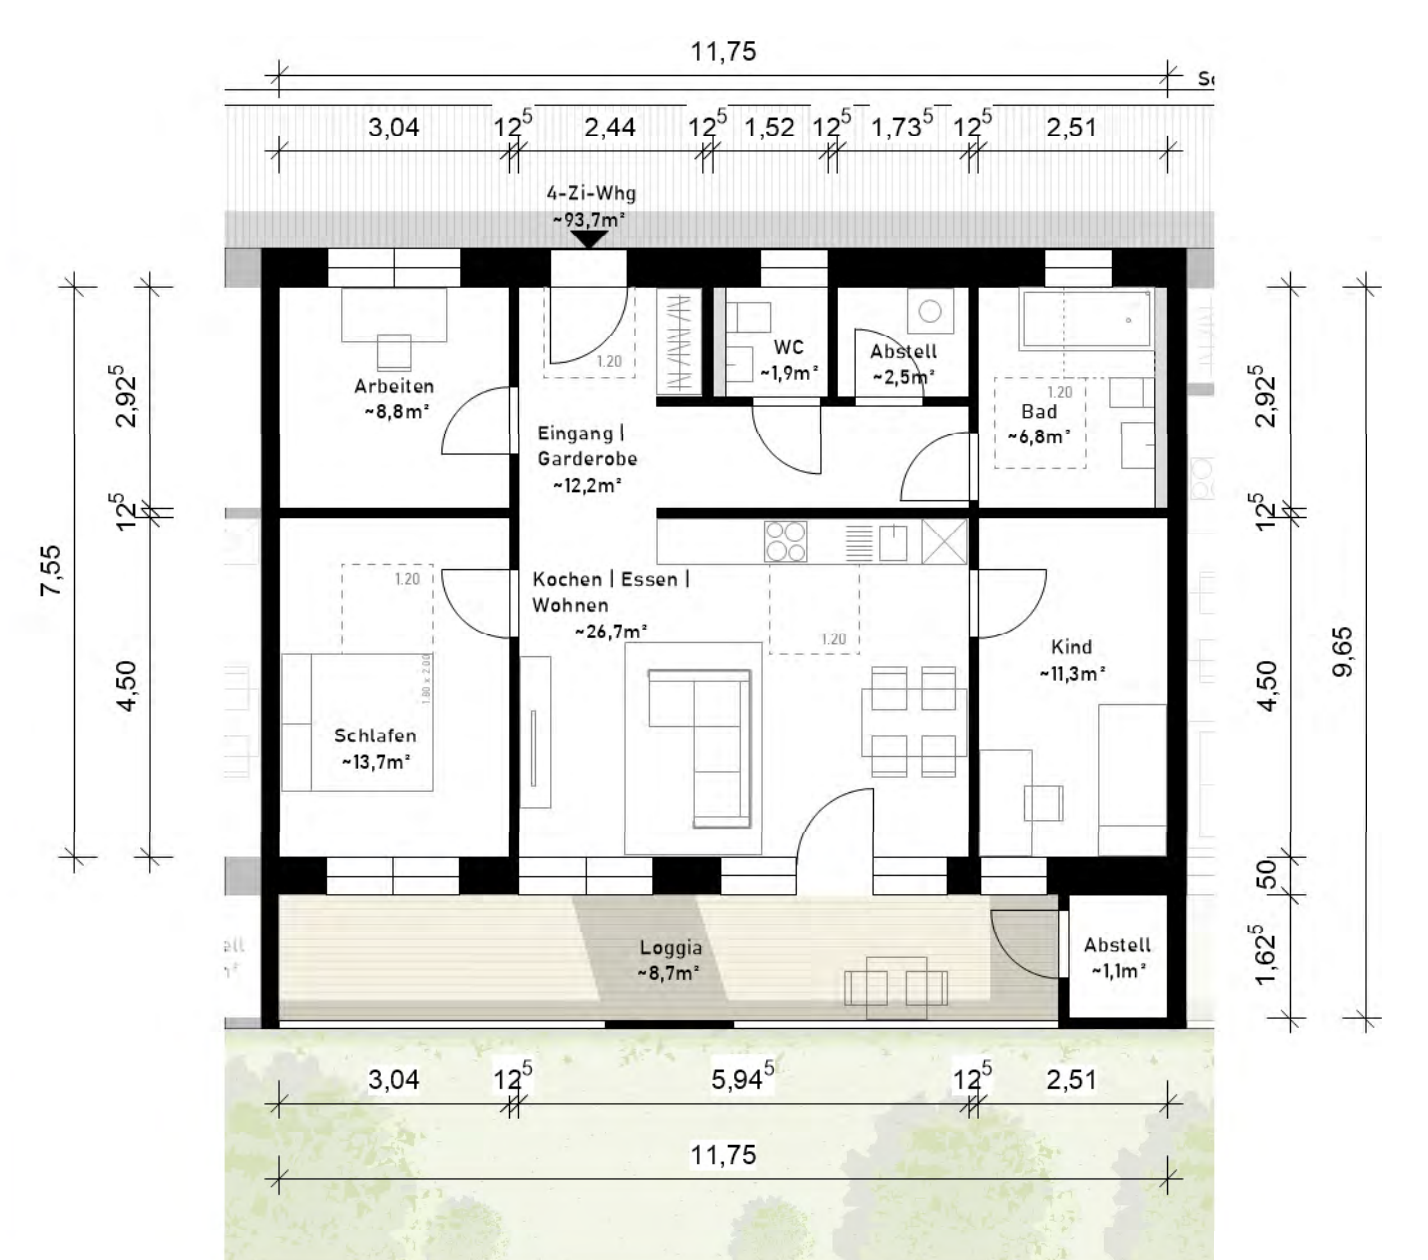 11,75
3,04 12⁵ 2,44 12⁵ 1,52 12⁵ 1,73⁵ 12⁵ 2,51
4-Zi-Whg
~93,7m²
1.20
WC
~1,9m²
Abstell
~2,5m²
Arbeiten
~8,8m²
1.20
Bad
~6,8m²
Eingang |
Garderobe
~12,2m²
2,92⁵
12⁵
4,50
7,55
2,92⁵
12⁵
4,50
50
1,62⁵
9,65
1.20
Kochen | Essen |
Wohnen
~26,7m²
1.20
Kind
~11,3m²
1.80 x 2.00
Schlafen
~13,7m²
Loggia
~8,7m²
Abstell
~1,1m²
3,04 12⁵ 5,94⁵ 12⁵ 2,51
11,75